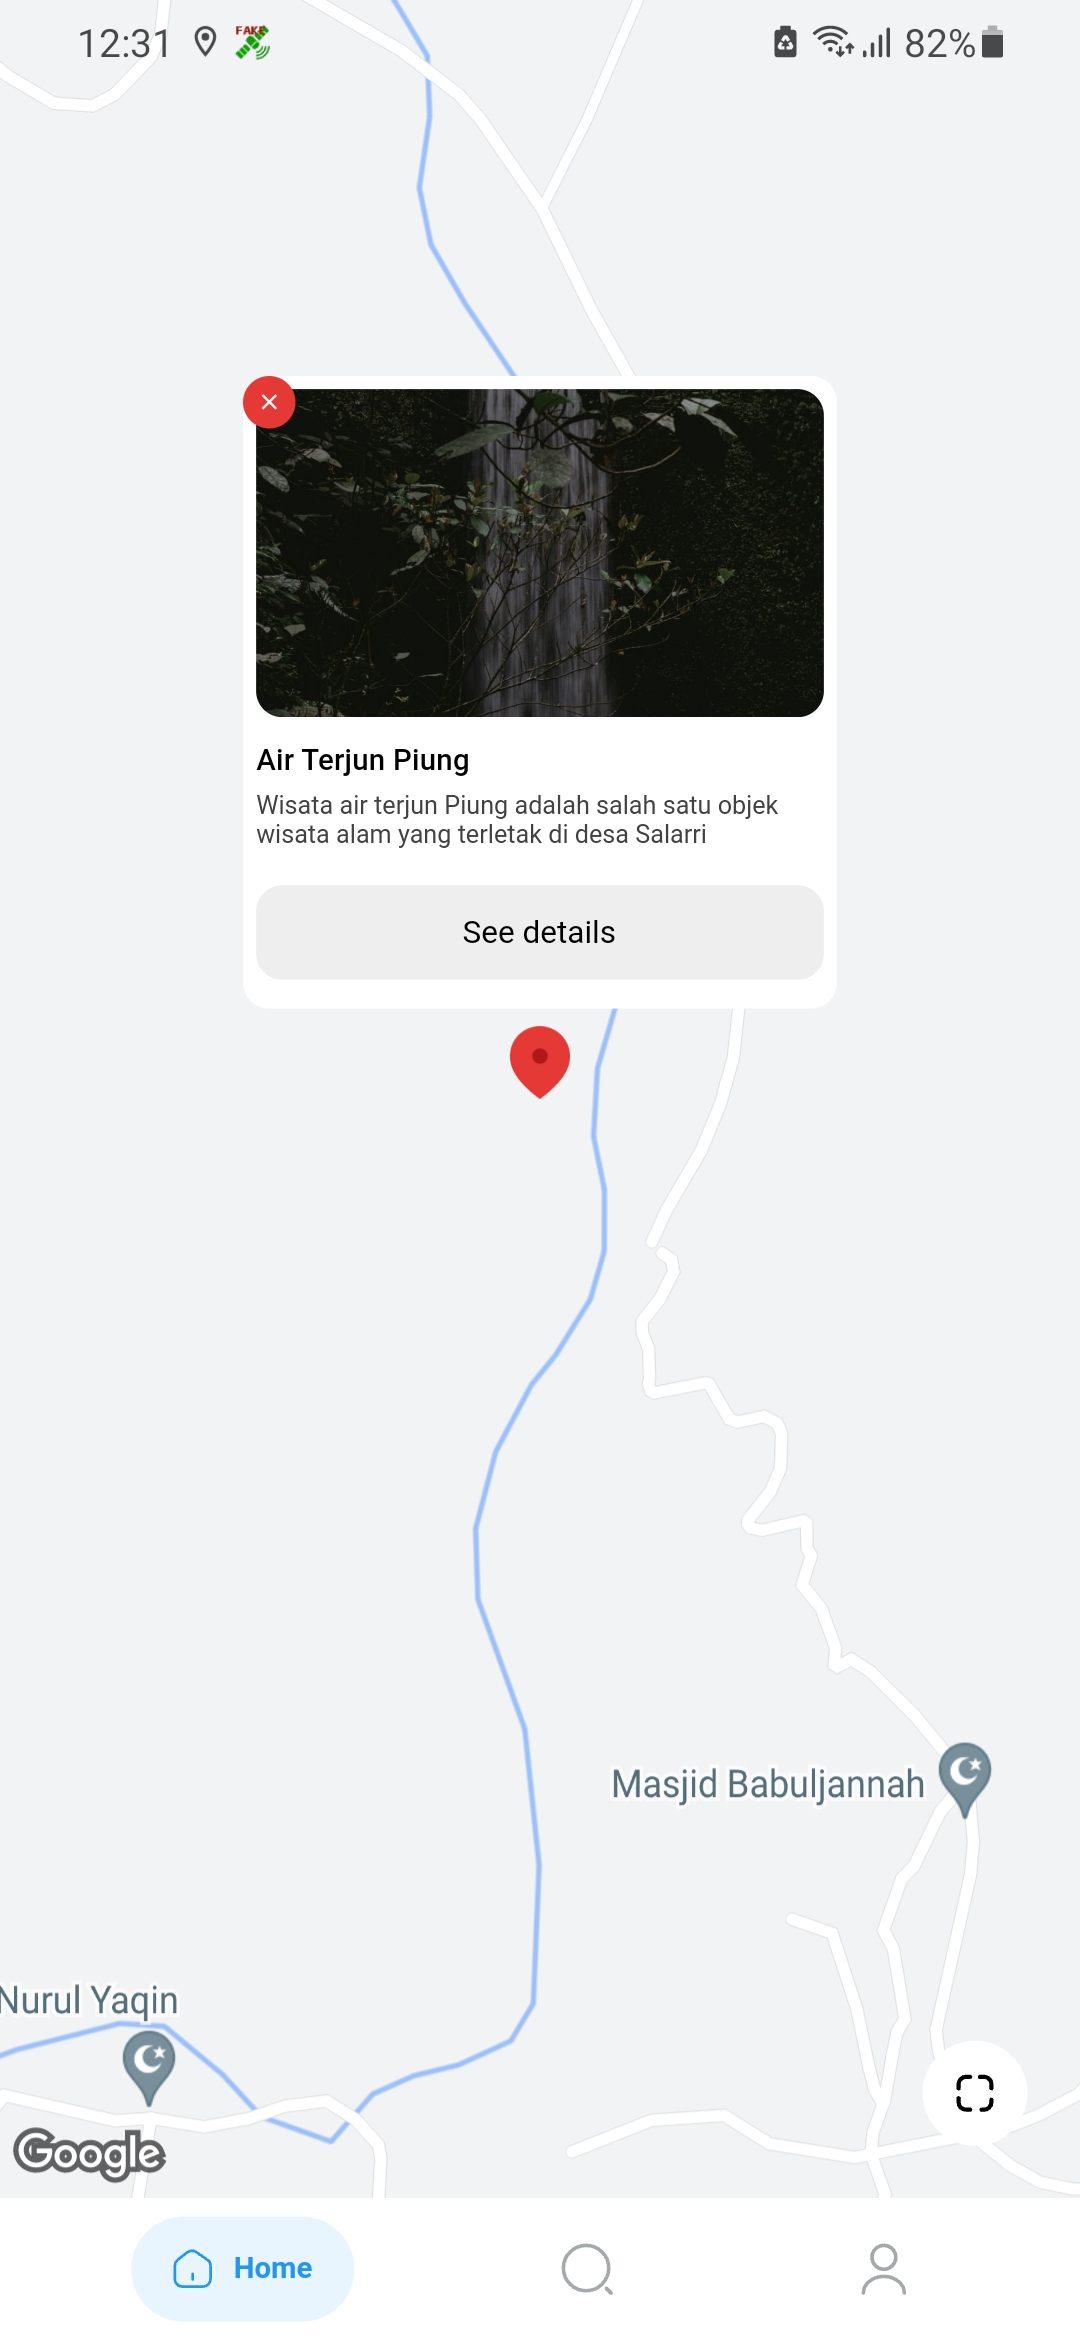 12:31
FAKE
82%
Air Terjun Piung
Wisata air terjun Piung adalah salah satu objek
wisata alam yang terletak di desa Salarri
See details
Masjid Babuljannah
Nurul Yaqin
Google
Home